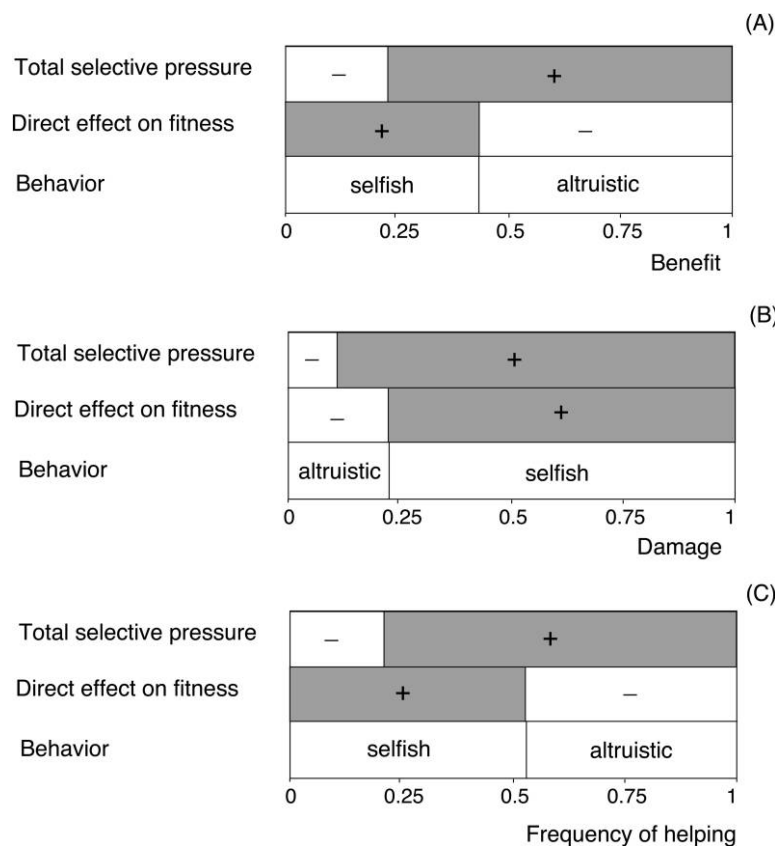 (A)
Total selective pressure − +
Direct effect on fitness + −
Behavior selfish altruistic
0 0.25 0.5 0.75 1
Benefit
(B)
Total selective pressure − +
Direct effect on fitness − +
Behavior altruistic selfish
0 0.25 0.5 0.75 1
Damage
(C)
Total selective pressure − +
Direct effect on fitness + −
Behavior selfish altruistic
0 0.25 0.5 0.75 1
Frequency of helping